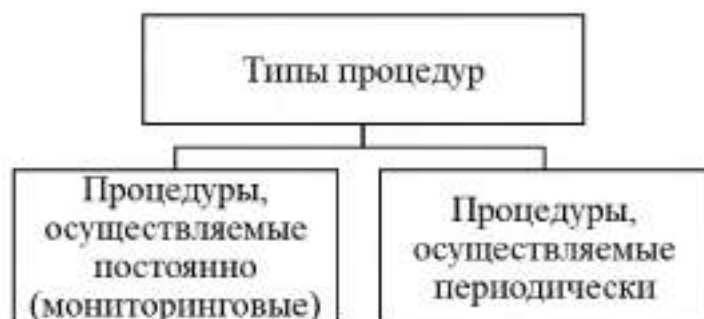 Типы процедур
Процедуры,
осуществляемые
постоянно
(мониторинговые)
Процедуры,
осуществляемые
периодически